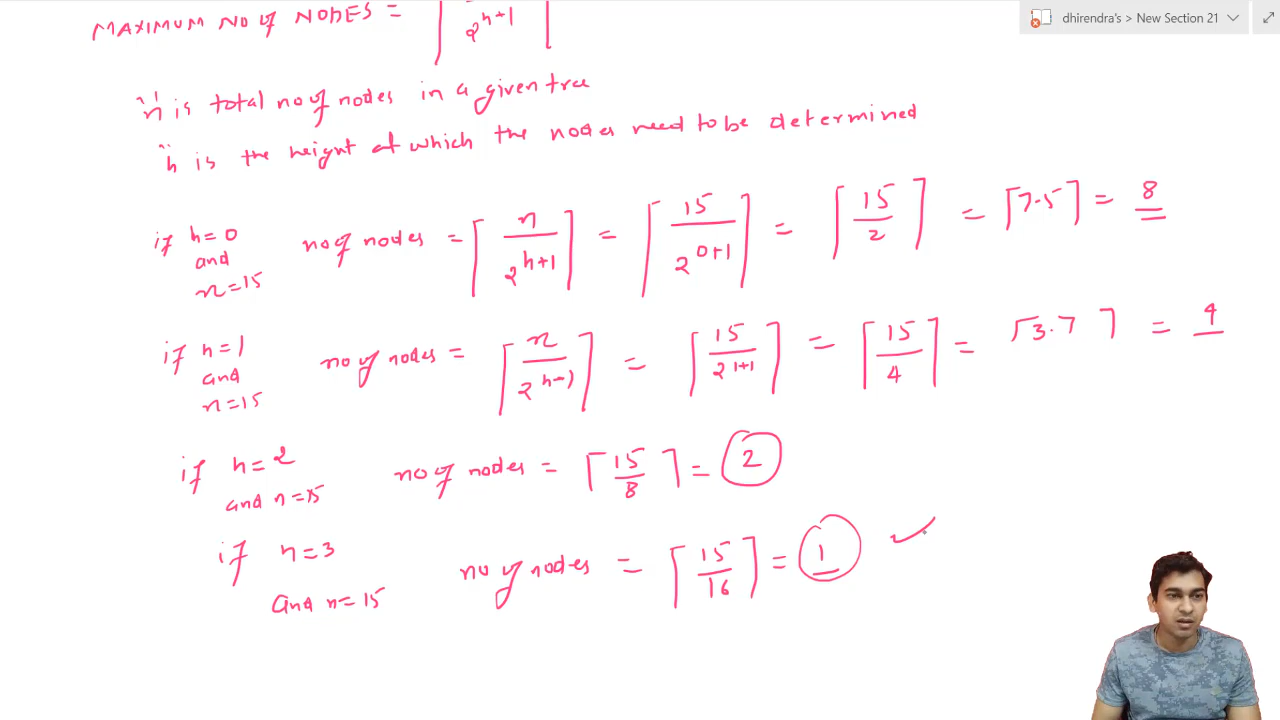 dhirendra's > New Section 21
MAXIMUM NO of NODES = ⌈ / 2^{h+1} ⌉
"n" is total no of nodes in a given tree
"h" is the height at which the nodes need to be determined
if h=0 and n=15 no of nodes = ⌈n/2^{h+1}⌉ = ⌈15/2^{0+1}⌉ = ⌈15/2⌉ = ⌈7.5⌉ = 8
if h=1 and n=15 no of nodes = ⌈n/2^{h-1}⌉ = ⌈15/2^{1+1}⌉ = ⌈15/4⌉ = ⌈3.7⌉ = 4
if h=2 and n=15 no of nodes = ⌈15/8⌉ = 2
if h=3 and n=15 no of nodes = ⌈15/16⌉ = 1 ✓